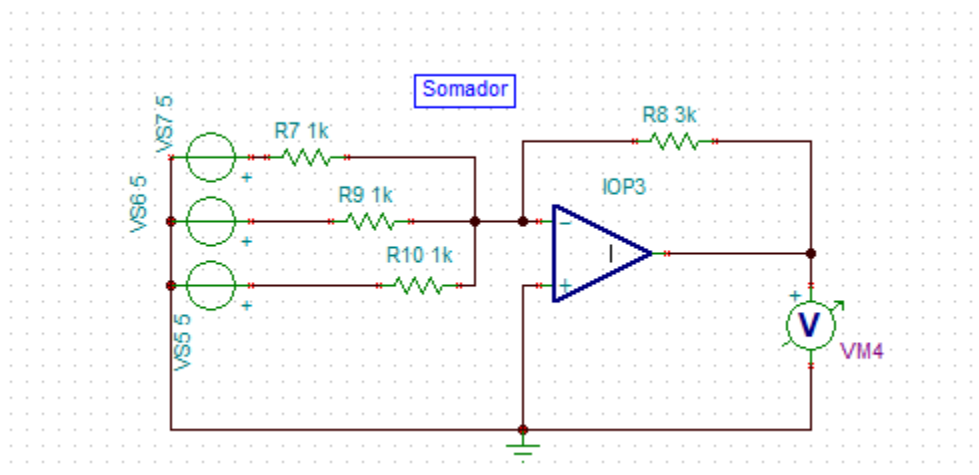 Somador
VS7 5
R7 1k
R8 3k
VS6 5
R9 1k
IOP3
R10 1k
VS5 5
+
+
+
−
+
I
+
V
VM4